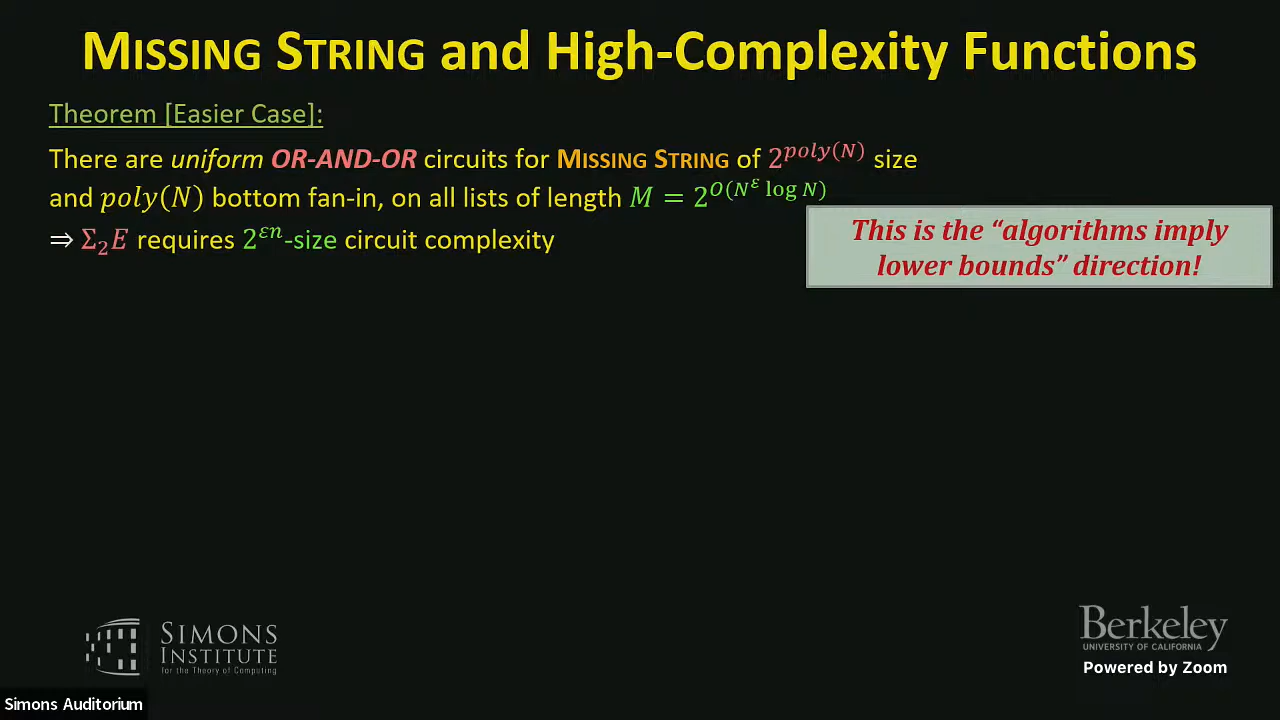 MISSING STRING and High-Complexity Functions
Theorem [Easier Case]:
There are uniform OR-AND-OR circuits for MISSING STRING of 2^{poly(N)} size
and poly(N) bottom fan-in, on all lists of length M = 2^{O(N^ε log N)}
⇒ Σ₂E requires 2^{εn}-size circuit complexity
This is the “algorithms imply
lower bounds” direction!
SIMONS
INSTITUTE
for the Theory of Computing
Berkeley
UNIVERSITY OF CALIFORNIA
Powered by Zoom
Simons Auditorium